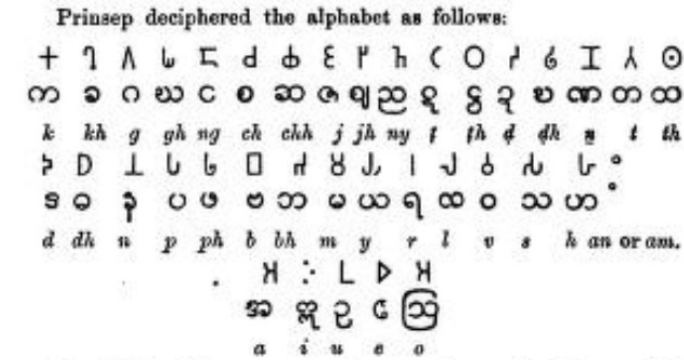 Prinsep deciphered the alphabet as follows:
𑀓 𑀔 𑀕 𑀖 𑀗 𑀘 𑀙 𑀚 𑀛 𑀜 𑀝 𑀞 𑀟 𑀠 𑀡 𑀢 𑀣
က ခ ဂ ဃ င စ ဆ ဇ ဈ ည ဋ ဌ ဍ ဎ ဏ တ ထ
k kh g gh ng ch chh j jh ny ṭ ṭh ḍ ḍh ṇ t th
𑀤 𑀥 𑀦 𑀧 𑀨 𑀩 𑀪 𑀫 𑀬 𑀭 𑀮 𑀯 𑀲 𑀳 𑀁
ဒ ဓ န ပ ဖ ဗ ဘ မ ယ ရ လ ဝ သ ဟ ံ
d dh n p ph b bh m y r l v s h an or am.
𑀅 𑀇 𑀉 𑀏 𑀅
အ ဣ ဥ ဧ ဩ
a i u e o